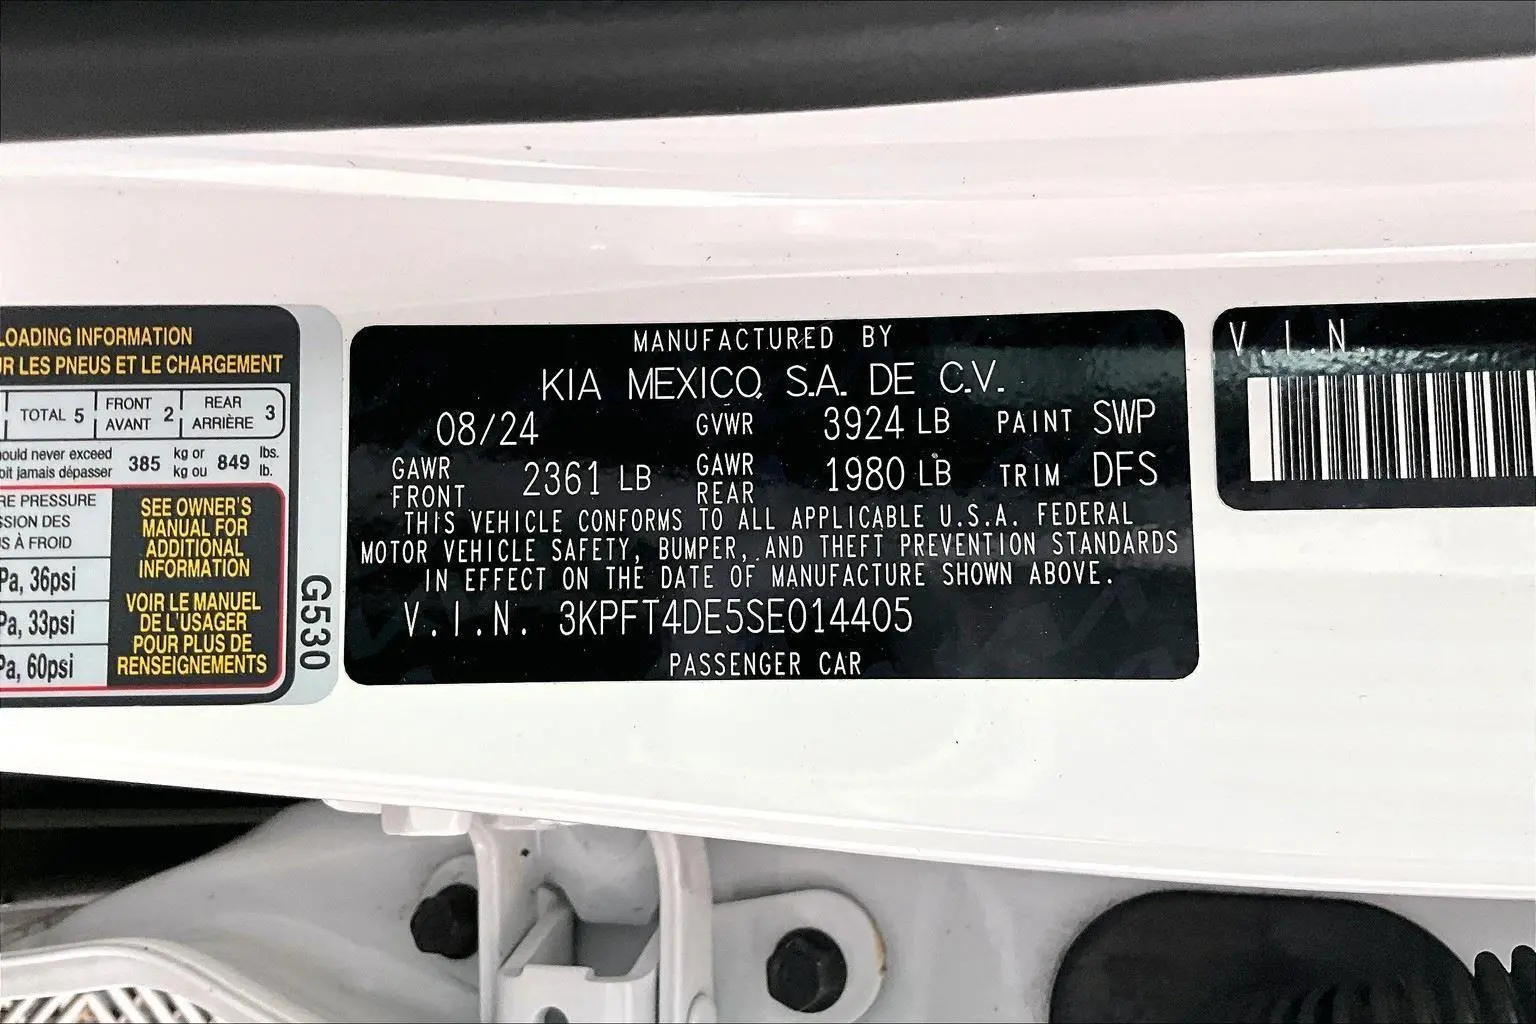 LOADING INFORMATION
UR LES PNEUS ET LE CHARGEMENT
TOTAL 5 FRONT AVANT 2 REAR ARRIÈRE 3
ould never exceed
oit jamais dépasser 385 kg or kg ou 849 lbs. lb.
RE PRESSURE
SSION DES
S À FROID
Pa, 36psi
Pa, 33psi
Pa, 60psi
SEE OWNER'S
MANUAL FOR
ADDITIONAL
INFORMATION
VOIR LE MANUEL
DE L'USAGER
POUR PLUS DE
RENSEIGNEMENTS
G530
MANUFACTURED BY
KIA MEXICO, S.A. DE C.V.
08/24 GVWR 3924 LB PAINT SWP
GAWR FRONT 2361 LB GAWR REAR 1980 LB TRIM DFS
THIS VEHICLE CONFORMS TO ALL APPLICABLE U.S.A. FEDERAL
MOTOR VEHICLE SAFETY, BUMPER, AND THEFT PREVENTION STANDARDS
IN EFFECT ON THE DATE OF MANUFACTURE SHOWN ABOVE.
V.I.N. 3KPFT4DE5SE014405
PASSENGER CAR
V.I.N.